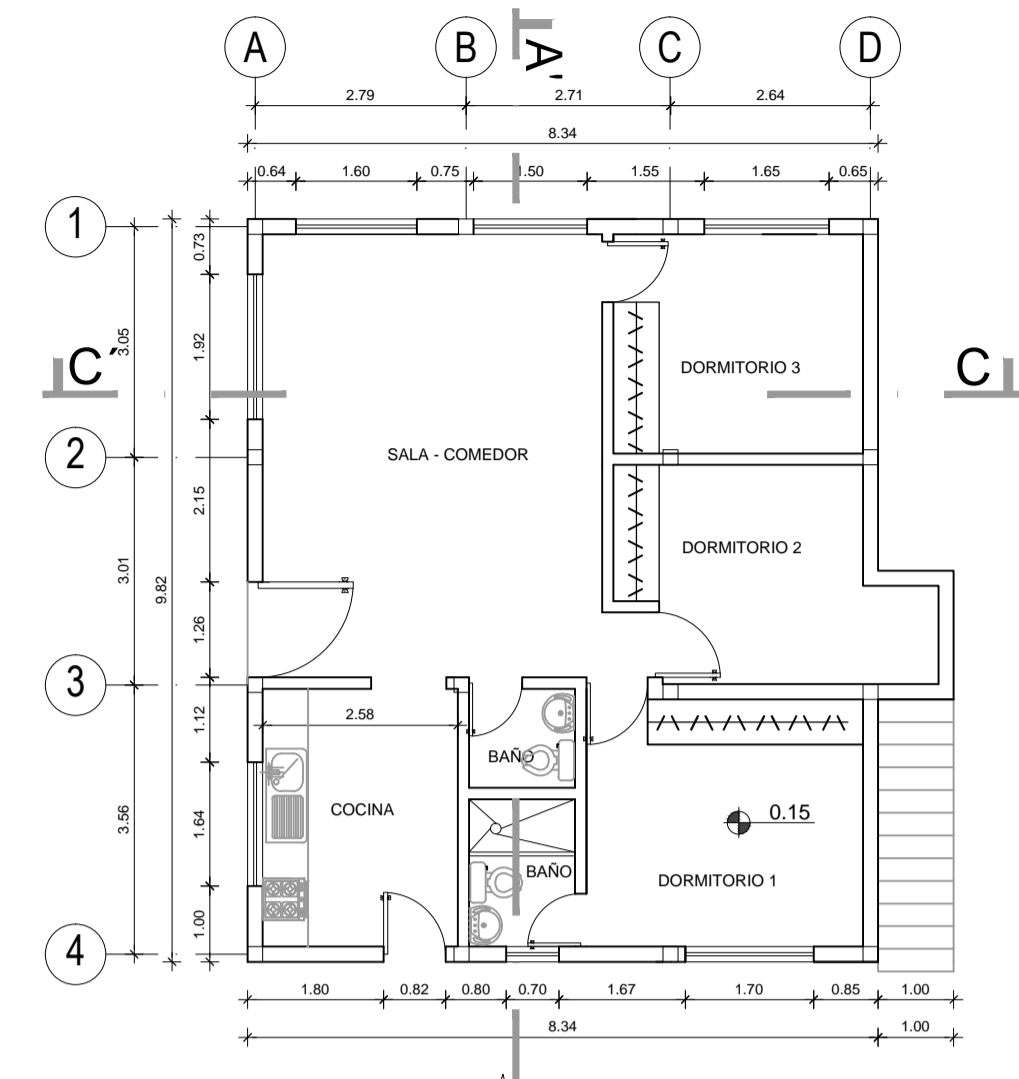 A B C D
A'
2.79 2.71 2.64
8.34
0.64 1.60 0.75 1.50 1.55 1.65 0.65
1
0.73
3.05
1.92
C´
C
DORMITORIO 3
2
SALA - COMEDOR
2.15
DORMITORIO 2
3.01
9.82
1.26
3
1.12
2.58
BAÑO
COCINA
0.15
3.56
1.64
BAÑO
DORMITORIO 1
1.00
4
1.80 0.82 0.80 0.70 1.67 1.70 0.85 1.00
8.34 1.00